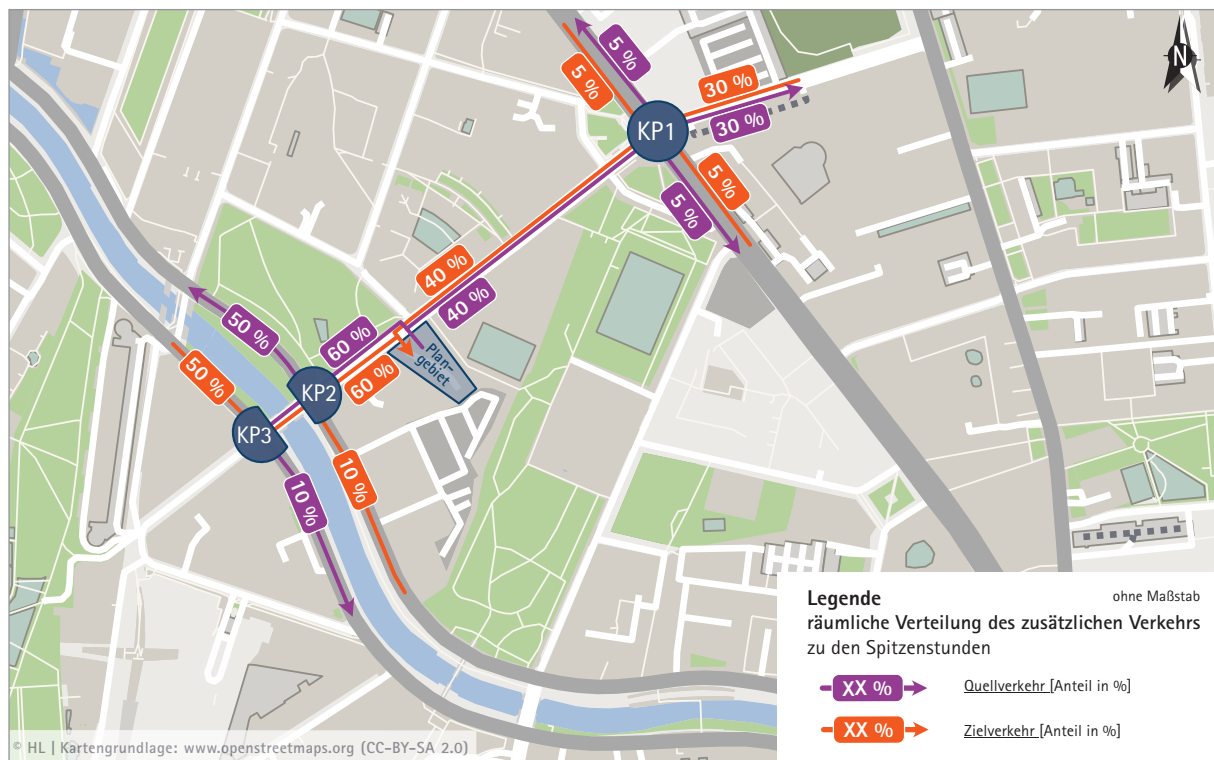 N
5 %
5 %
30 %
KP1
30 %
5 %
5 %
40 %
40 %
50 %
60 %
Plan-
gebiet
60 %
50 %
KP2
KP3
10 %
10 %
Legende
ohne Maßstab
räumliche Verteilung des zusätzlichen Verkehrs
zu den Spitzenstunden
XX %
Quellverkehr [Anteil in %]
XX %
Zielverkehr [Anteil in %]
© HL | Kartengrundlage: www.openstreetmaps.org (CC-BY-SA 2.0)